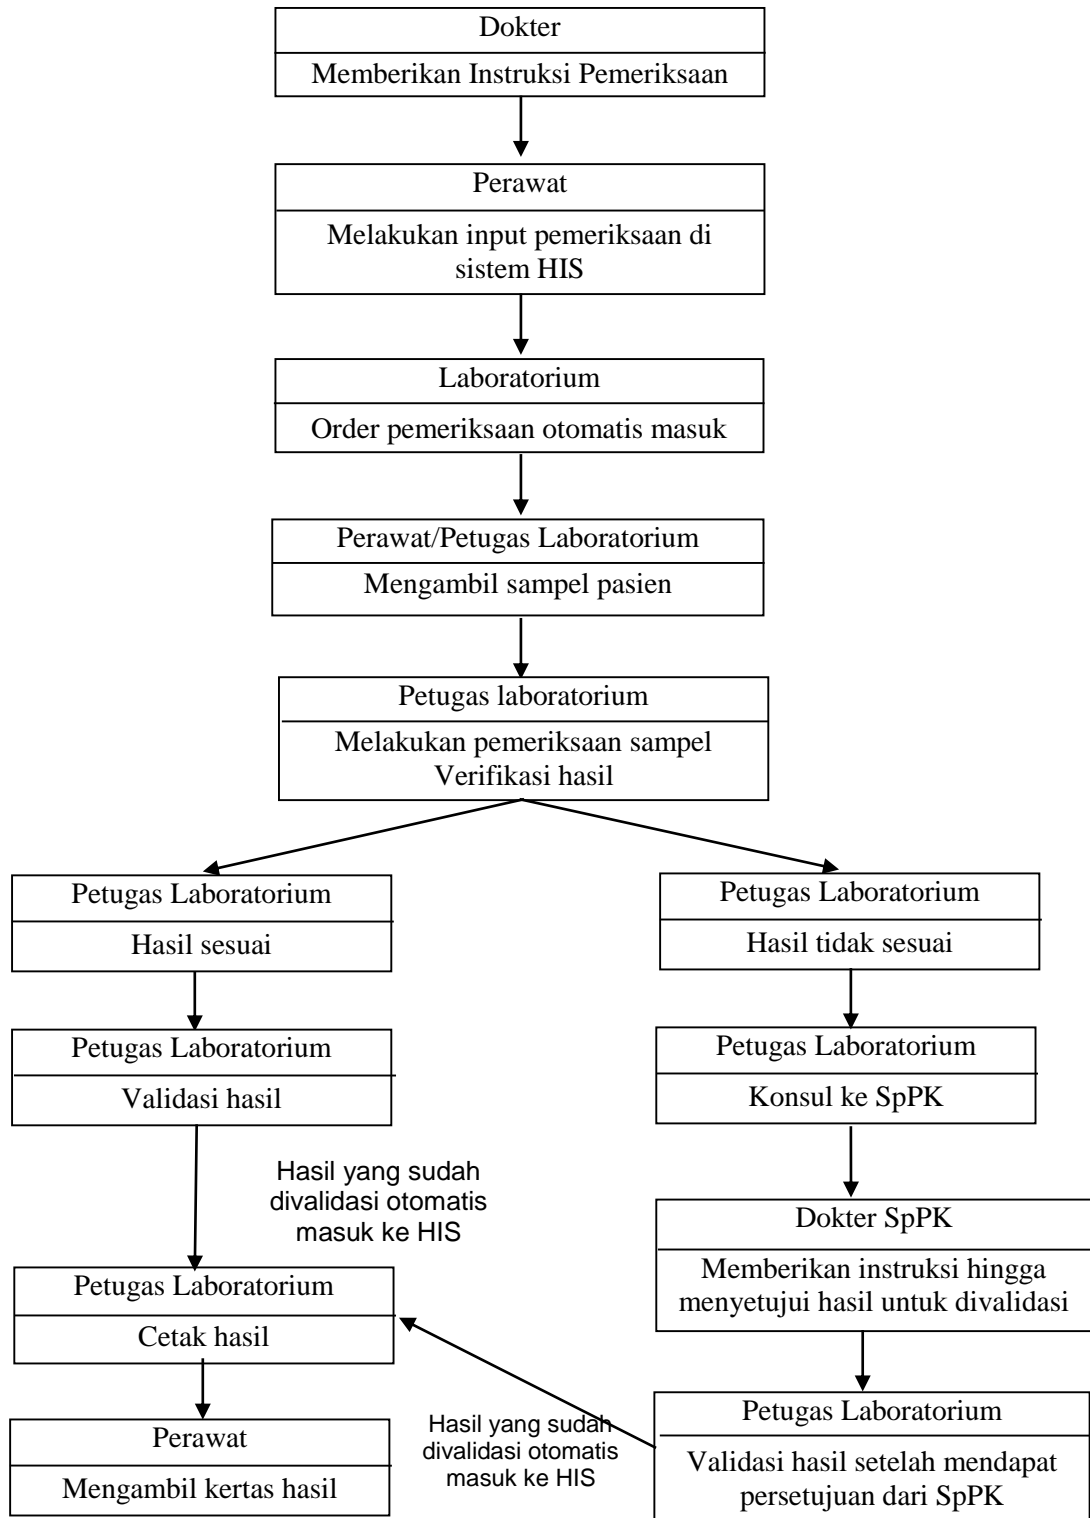 Dokter
Memberikan Instruksi Pemeriksaan
Perawat
Melakukan input pemeriksaan di
sistem HIS
Laboratorium
Order pemeriksaan otomatis masuk
Perawat/Petugas Laboratorium
Mengambil sampel pasien
Petugas laboratorium
Melakukan pemeriksaan sampel
Verifikasi hasil
Petugas Laboratorium
Hasil sesuai
Petugas Laboratorium
Validasi hasil
Hasil yang sudah
divalidasi otomatis
masuk ke HIS
Petugas Laboratorium
Cetak hasil
Perawat
Mengambil kertas hasil
Petugas Laboratorium
Hasil tidak sesuai
Petugas Laboratorium
Konsul ke SpPK
Dokter SpPK
Memberikan instruksi hingga
menyetujui hasil untuk divalidasi
Petugas Laboratorium
Validasi hasil setelah mendapat
persetujuan dari SpPK
Hasil yang sudah
divalidasi otomatis
masuk ke HIS